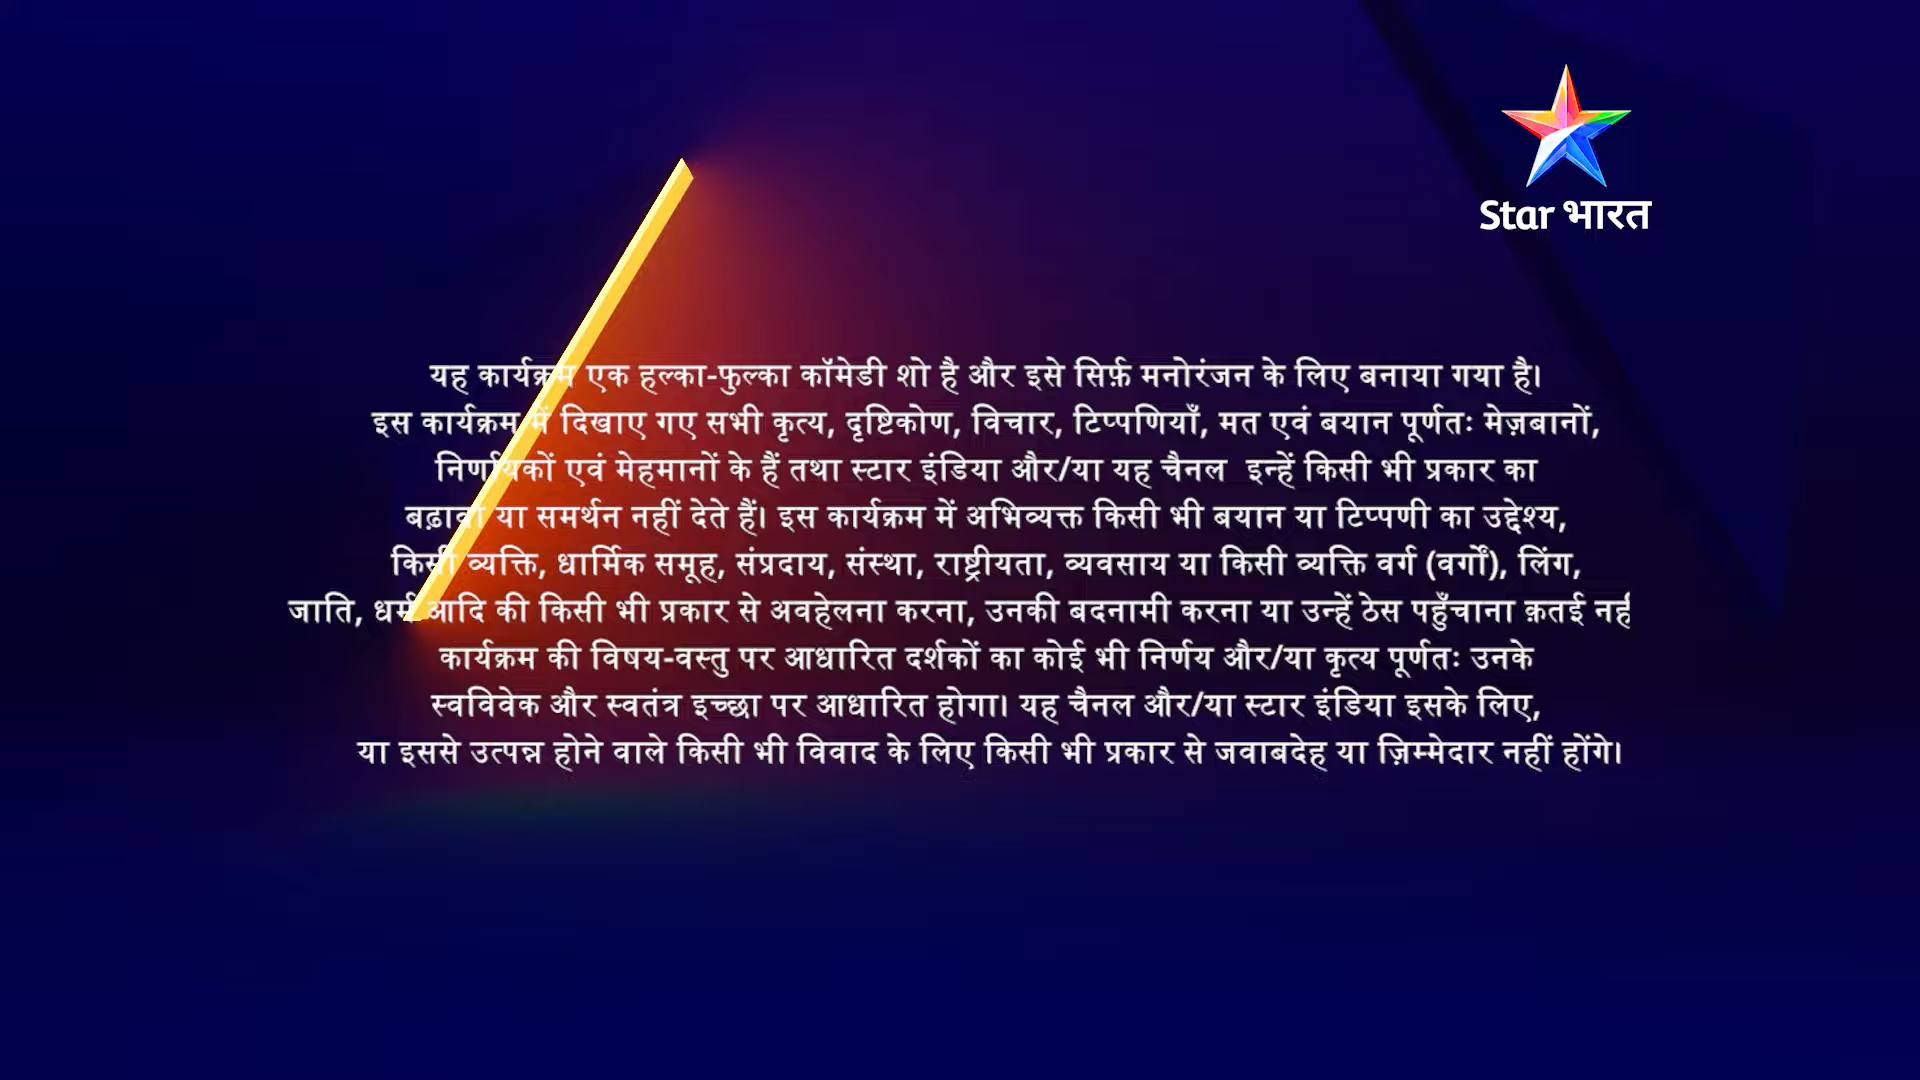 Star भारत
यह कार्यक्रम एक हल्का-फुल्का कॉमेडी शो है और इसे सिर्फ़ मनोरंजन के लिए बनाया गया है।
इस कार्यक्रम में दिखाए गए सभी कृत्य, दृष्टिकोण, विचार, टिप्पणियाँ, मत एवं बयान पूर्णतः मेज़बानों,
निर्णायकों एवं मेहमानों के हैं तथा स्टार इंडिया और/या यह चैनल इन्हें किसी भी प्रकार का
बढ़ावा या समर्थन नहीं देते हैं। इस कार्यक्रम में अभिव्यक्त किसी भी बयान या टिप्पणी का उद्देश्य,
किसी व्यक्ति, धार्मिक समूह, संप्रदाय, संस्था, राष्ट्रीयता, व्यवसाय या किसी व्यक्ति वर्ग (वर्गों), लिंग,
जाति, धर्म आदि की किसी भी प्रकार से अवहेलना करना, उनकी बदनामी करना या उन्हें ठेस पहुँचाना क़तई
कार्यक्रम की विषय-वस्तु पर आधारित दर्शकों का कोई भी निर्णय और/या कृत्य पूर्णतः उनके
स्वविवेक और स्वतंत्र इच्छा पर आधारित होगा। यह चैनल और/या स्टार इंडिया इसके लिए,
या इससे उत्पन्न होने वाले किसी भी विवाद के लिए किसी भी प्रकार से जवाबदेह या ज़िम्मेदार नहीं होंगे।